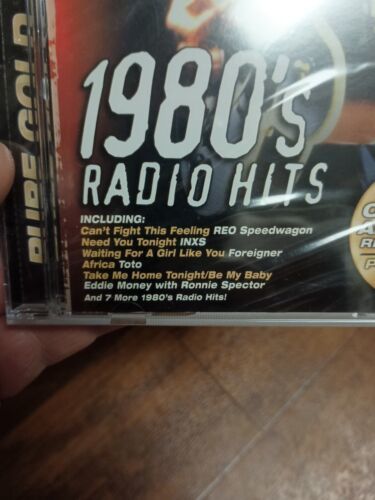 PURE GOLD
1980's
RADIO HITS
INCLUDING:
Can't Fight This Feeling REO Speedwagon
Need You Tonight INXS
Waiting For A Girl Like You Foreigner
Africa Toto
Take Me Home Tonight/Be My Baby
Eddie Money with Ronnie Spector
And 7 More 1980's Radio Hits!